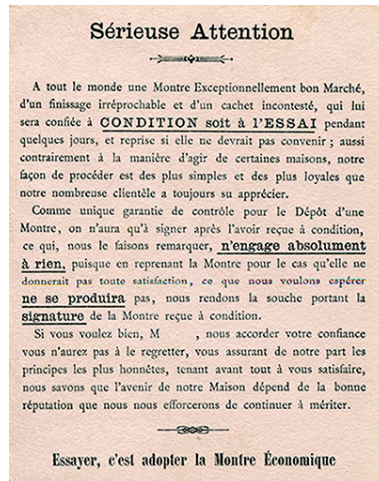 Sérieuse Attention
A tout le monde une Montre Exceptionnellement bon Marché,
d'un finissage irréprochable et d'un cachet incontesté, qui lui
sera confiée à CONDITION soit à l'ESSAI pendant
quelques jours, et reprise si elle ne devrait pas convenir ; aussi
contrairement à la manière d'agir de certaines maisons, notre
façon de procéder est des plus simples et des plus loyales que
notre nombreuse clientèle a toujours su apprécier.
Comme unique garantie de contrôle pour le Dépôt d'une
Montre, on n'aura qu'à signer après l'avoir reçue à condition,
ce qui, nous le faisons remarquer, n'engage absolument
à rien, puisque en reprenant la Montre pour le cas qu'elle ne
donnerait pas toute satisfaction, ce que nous voulons espérer
ne se produira pas, nous rendons la souche portant la
signature de la Montre reçue à condition.
Si vous voulez bien, M , nous accorder votre confiance
vous n'aurez pas à le regretter, vous assurant de notre part les
principes les plus honnêtes, tenant avant tout à vous satisfaire,
nous savons que l'avenir de notre Maison dépend de la bonne
réputation que nous nous efforcerons de continuer à mériter.
Essayer, c'est adopter la Montre Économique